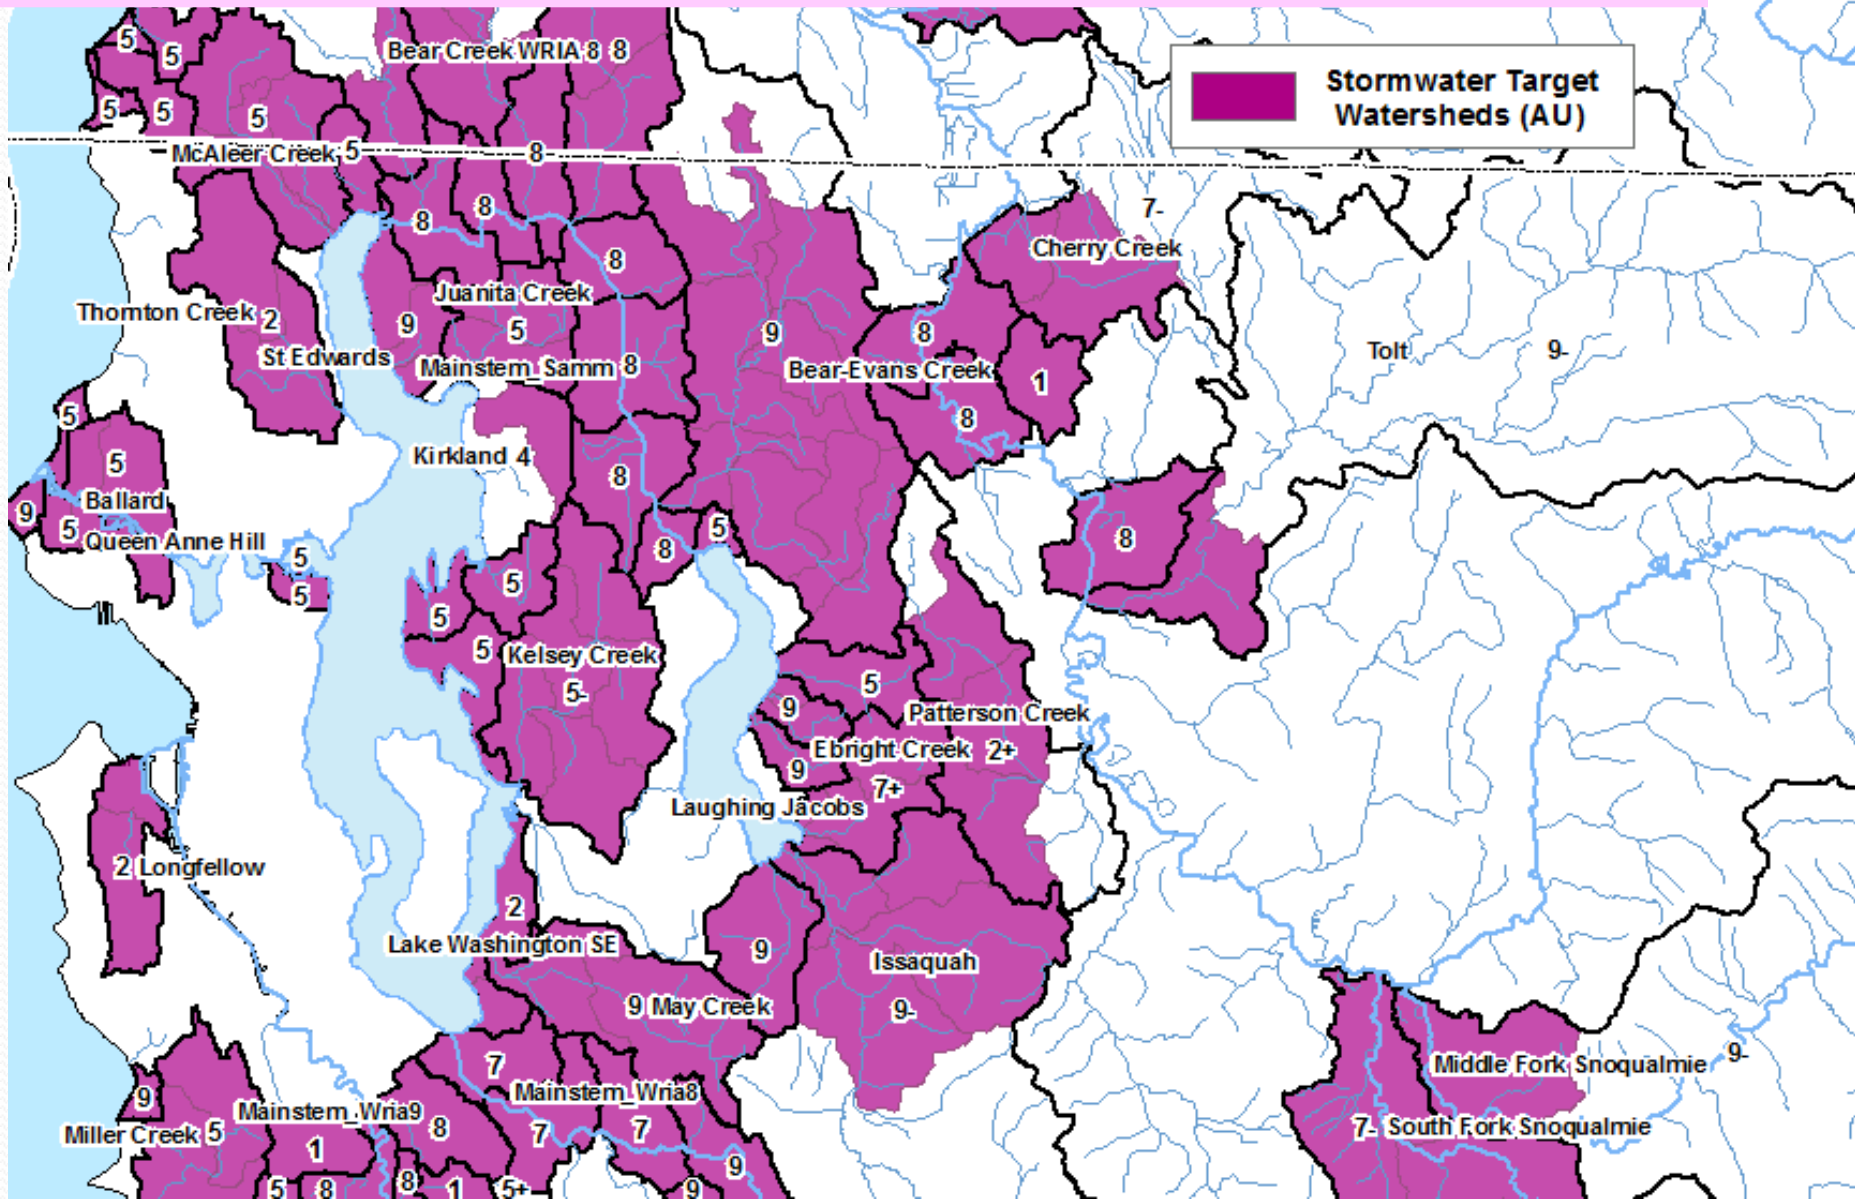 5
5
Bear Creek WRIA 8 8
Stormwater Target
Watersheds (AU)
5
5
5
McAleer Creek 5
8
7-
8
8
Cherry Creek
8
Juanita Creek
Thornton Creek 2
9
5
9
8
St Edwards
Mainstem_Samm 8
Bear-Evans Creek
1
Tolt
9-
5
8
Kirkland 4
5
8
Ballard
9
5
Queen Anne Hill
5
8
5
8
5
5
5
5
Kelsey Creek
5-
5
9
Patterson Creek
Ebright Creek 2+
9
7+
Laughing Jacobs
2 Longfellow
2
Lake Washington SE
9
Issaquah
9 May Creek
9-
7
Middle Fork Snoqualmie
9-
9
Mainstem_Wria8
Mainstem_Wria9
Miller Creek 5
8
7
7
7- South Fork Snoqualmie
1
9
5
8
8
1
5+
9